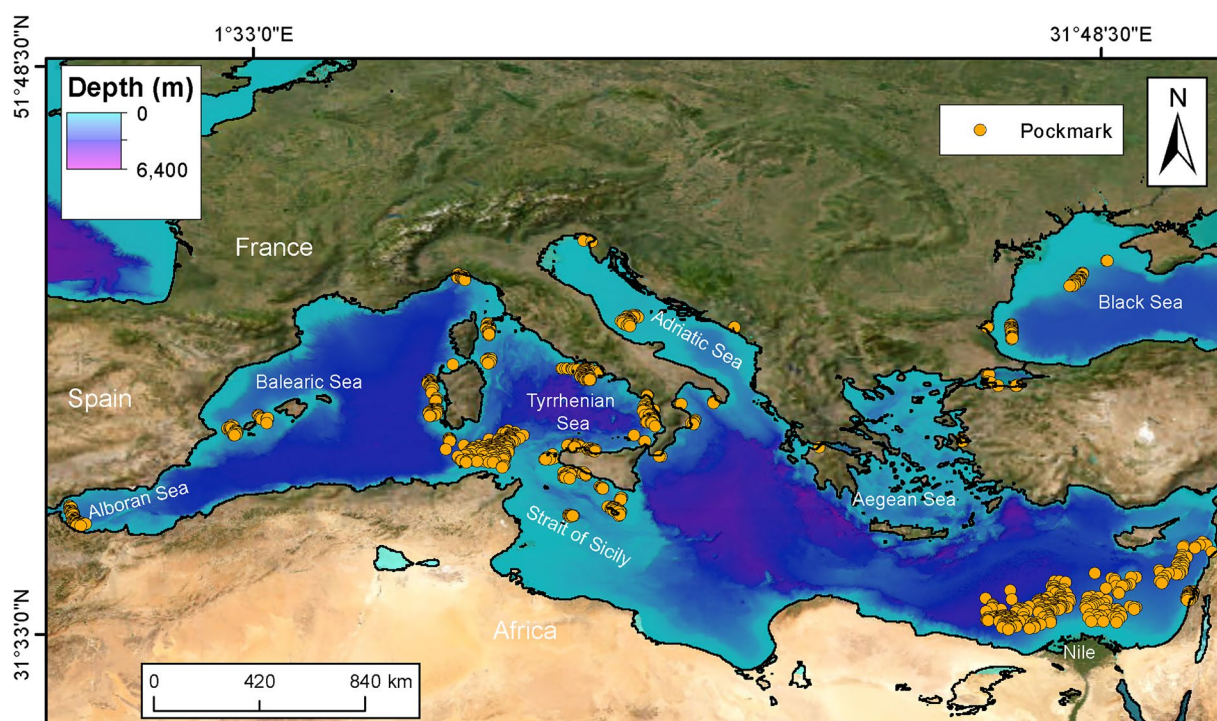 1°33'0"E
31°48'30"E
51°48'30"N
31°33'0"N
Depth (m)
0
6,400
N
Pockmark
France
Spain
Balearic Sea
Alboran Sea
Tyrrhenian
Sea
Adriatic Sea
Strait of Sicily
Aegean Sea
Black Sea
Africa
Nile
0 420 840 km